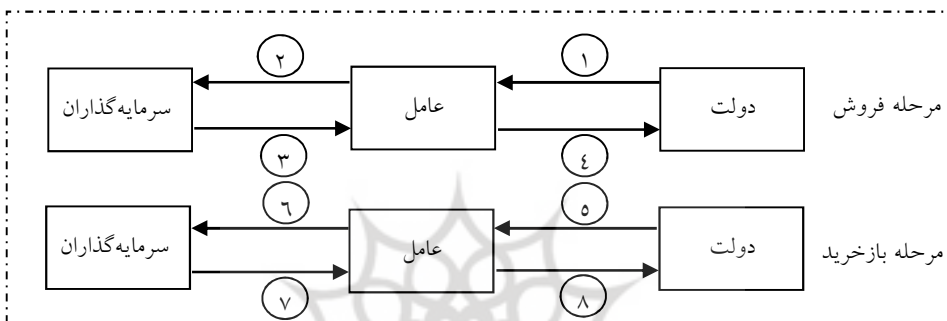 ۱ ۲
مرحله فروش دولت عامل سرمایه‌گذاران
٤ ۳
٥ ٦
مرحله بازخرید دولت عامل سرمایه‌گذاران
۸ ۷